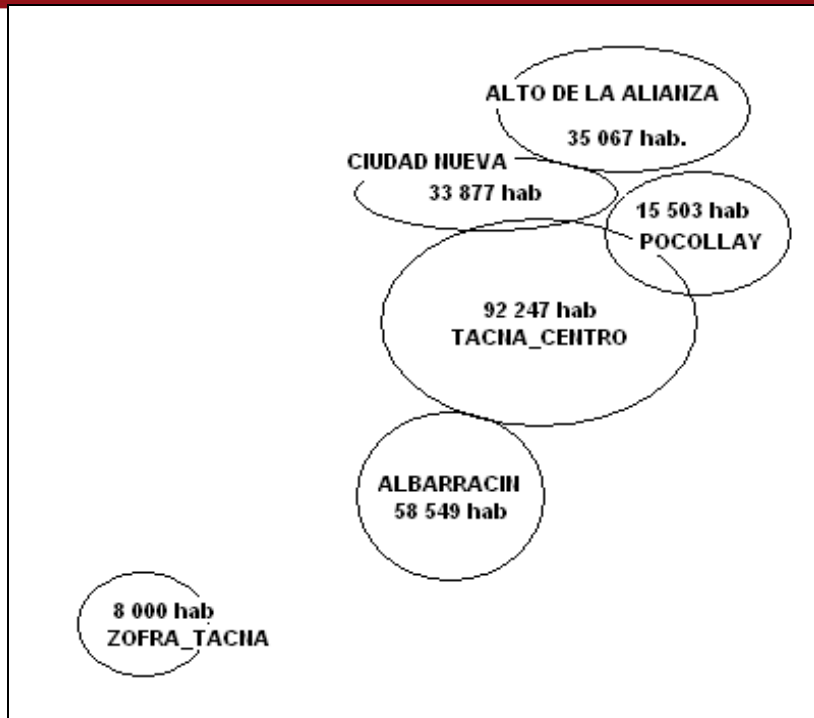 ALTO DE LA ALIANZA
35 067 hab.
CIUDAD NUEVA
33 877 hab
15 503 hab
POCOLLAY
92 247 hab
TACNA_CENTRO
ALBARRACIN
58 549 hab
8 000 hab
ZOFRA_TACNA